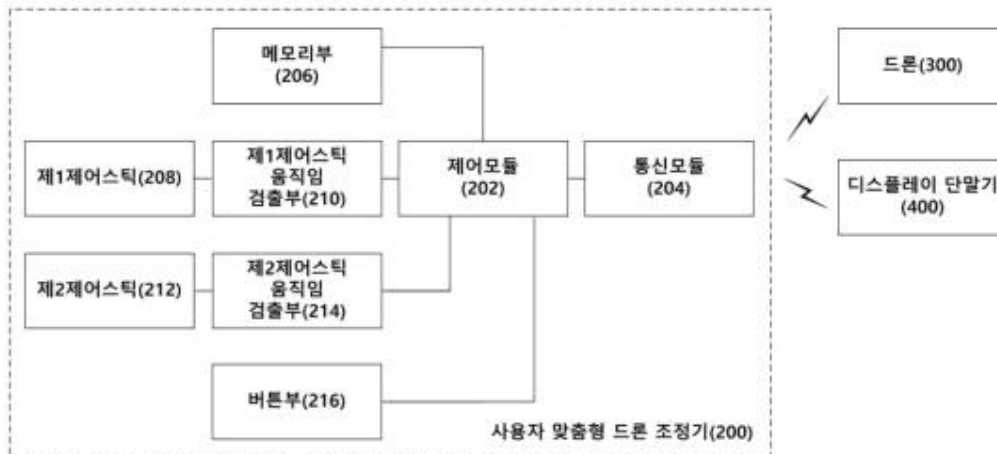 메모리부
(206)
드론(300)
제1제어스틱(208)
제1제어스틱
움직임
검출부(210)
제어모듈
(202)
통신모듈
(204)
디스플레이 단말기
(400)
제2제어스틱(212)
제2제어스틱
움직임
검출부(214)
버튼부(216)
사용자 맞춤형 드론 조정기(200)